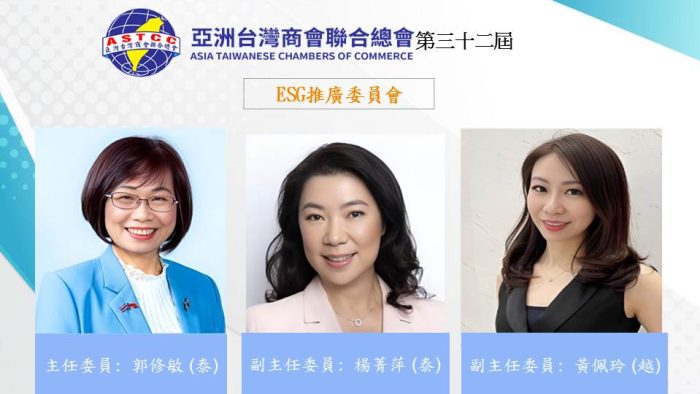 ASTCC
亞洲台灣商會聯合總會
亞洲台灣商會聯合總會第三十二屆
ASIA TAIWANESE CHAMBERS OF COMMERCE
ESG推廣委員會
主任委員：郭修敏 (泰)
副主任委員：楊菁萍 (泰)
副主任委員：黃佩玲 (越)